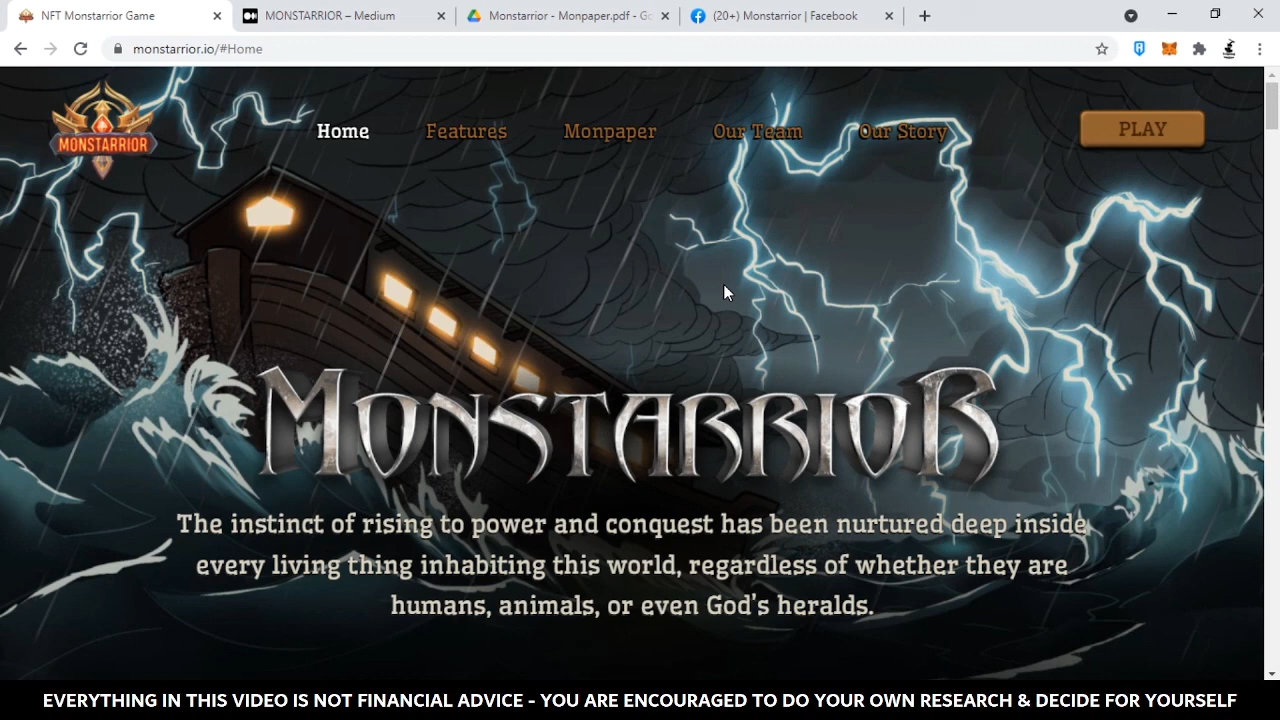 NFT Monstarrior Game
MONSTARRIOR – Medium
Monstarrior - Monpaper.pdf - Go
(20+) Monstarrior | Facebook
monstarrior.io/#Home
MONSTARRIOR
Home
Features
Monpaper
Our Team
Our Story
PLAY
MONSTARRIOR
The instinct of rising to power and conquest has been nurtured deep inside
every living thing inhabiting this world, regardless of whether they are
humans, animals, or even God's heralds.
EVERYTHING IN THIS VIDEO IS NOT FINANCIAL ADVICE - YOU ARE ENCOURAGED TO DO YOUR OWN RESEARCH & DECIDE FOR YOURSELF